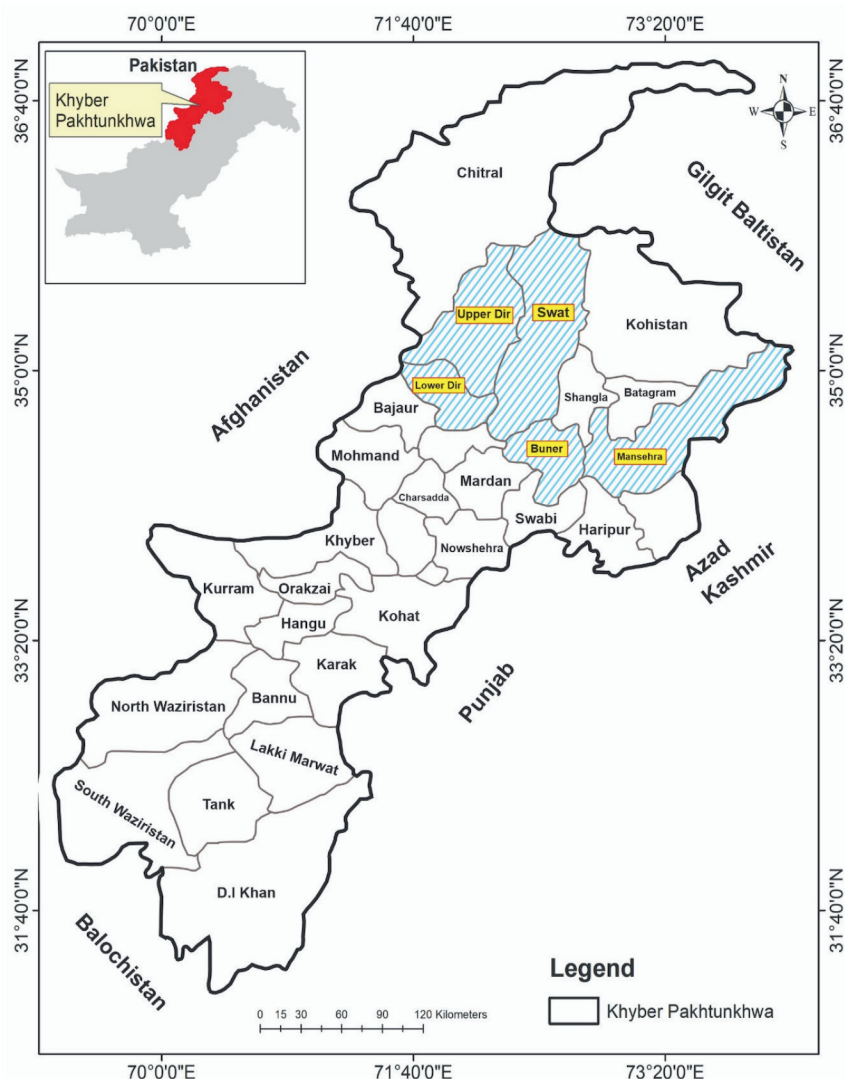 70°0'0"E
71°40'0"E
73°20'0"E
36°40'0"N
36°40'0"N
Pakistan
Khyber
Pakhtunkhwa
N
W
E
S
Chitral
Gilgit Baltistan
Upper Dir
Swat
Kohistan
35°0'0"N
35°0'0"N
Afghanistan
Lower Dir
Shangla
Batagram
Bajaur
Mohmand
Buner
Mansehra
Charsadda
Mardan
Swabi
Khyber
Nowshehra
Haripur
Azad
Kashmir
Kurram
Orakzai
Hangu
Kohat
33°20'0"N
33°20'0"N
Karak
Punjab
North Waziristan
Bannu
Lakki Marwat
South Waziristan
Tank
D.I Khan
31°40'0"N
31°40'0"N
Balochistan
Legend
Khyber Pakhtunkhwa
0 15 30 60 90 120 Kilometers
70°0'0"E
71°40'0"E
73°20'0"E